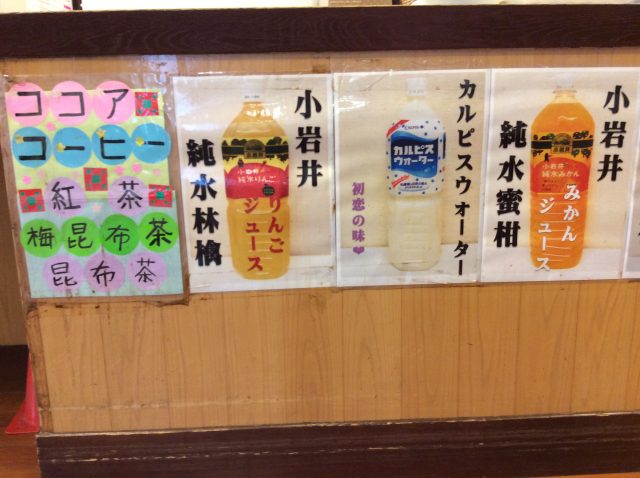 ココア
コーヒー
紅茶
梅昆布茶
昆布茶
小岩井
純水林檎
小岩井
純水りんご
りんご
ジュース
カルピスウォーター
CALPIS
カルピス
ウォーター
初恋の味❤
小岩井
純水蜜柑
小岩井
純水みかん
みかん
ジュース